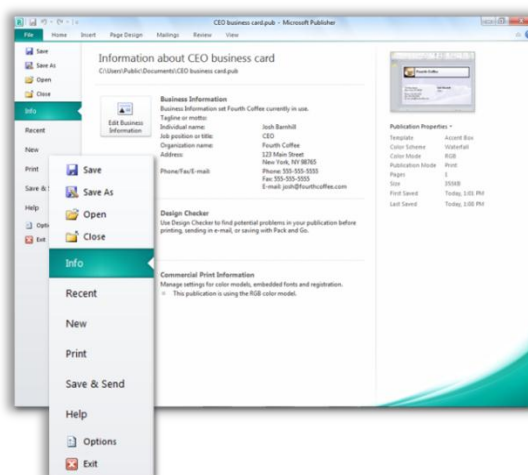 CEO business card.pub - Microsoft Publisher
File Home Insert Page Design Mailings Review View
Save
Save As
Open
Close
Info
Recent
New
Print
Save &
Help
Exit
Information about CEO business card
C:\Users\Public\Documents\CEO business card.pub
Edit Business
Information
Business Information
Business Information set Fourth Coffee currently in use.
Tagline or motto:
Individual name: Josh Barnhill
Job position or title: CEO
Organization name: Fourth Coffee
Address: 123 Main Street
New York, NY 98765
Phone/Fax/E-mail: Phone: 555-555-5555
Fax: 555-555-5555
E-mail: josh@fourthcoffee.com
Design Checker
Use Design Checker to find potential problems in your publication before
printing, sending in e-mail, or saving with Pack and Go.
Commercial Print Information
Manage settings for color models, embedded fonts and registration.
This publication is using the RGB color model.
Fourth Coffee
Publication Properties
Template Accent Box
Color Scheme Waterfall
Color Mode RGB
Publication Mode Print
Pages 1
Size
First Saved Today, 1:01 PM
Last Saved Today, 1:08 PM
Save
Save As
Open
Close
Info
Recent
New
Print
Save & Send
Help
Options
Exit